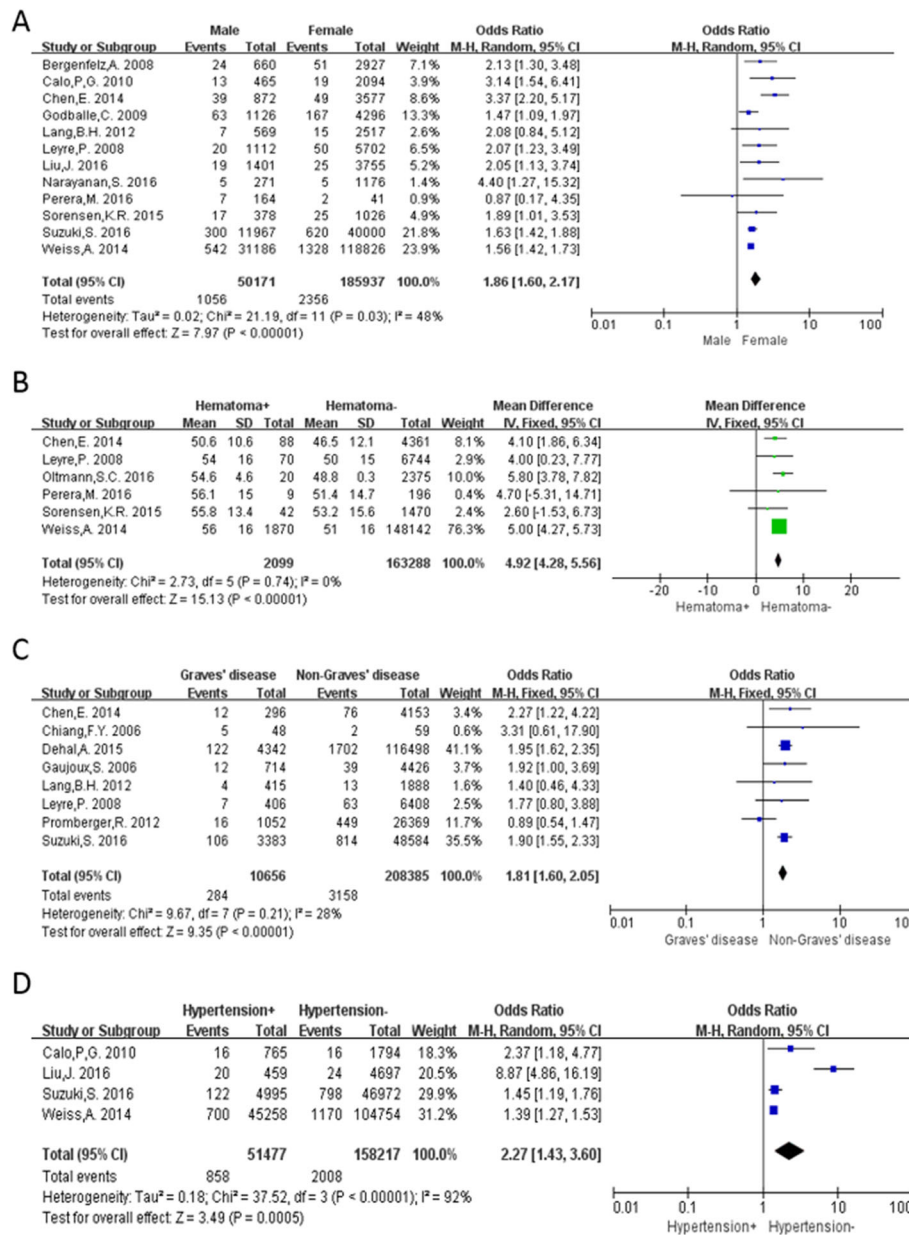 A
Male Female Odds Ratio Odds Ratio
Study or Subgroup Events Total Events Total Weight M-H, Random, 95% CI M-H, Random, 95% CI
Bergenfelz,A. 2008 24 660 51 2927 7.1% 2.13 [1.30, 3.48]
Calo,P,G. 2010 13 465 19 2094 4.0% 3.14 [1.54, 6.41]
Chen,E. 2014 39 872 49 3577 8.6% 3.37 [2.20, 5.17]
Godballe,C. 2009 63 1126 167 4296 13.3% 1.47 [1.09, 1.97]
Lang,B.H. 2012 7 569 15 2517 2.6% 2.08 [0.84, 5.12]
Leyre,P. 2008 20 1112 50 5702 6.8% 2.07 [1.23, 3.49]
Liu,J. 2016 19 1401 25 3755 5.2% 2.05 [1.13, 3.74]
Narayanan,S. 2016 5 271 5 1176 1.4% 4.40 [1.27, 15.32]
Perera,M. 2016 7 164 2 41 0.9% 0.87 [0.17, 4.35]
Sorensen,K.R. 2015 17 378 25 1026 4.9% 1.89 [1.01, 3.53]
Suzuki,S. 2016 300 11967 620 40000 21.8% 1.63 [1.42, 1.88]
Weiss,A. 2014 542 31186 1328 118826 23.9% 1.56 [1.42, 1.73]
Total (95% CI) 50171 185937 100.0% 1.86 [1.60, 2.17]
Total events 1056 2356
Heterogeneity: Tau² = 0.02; Chi² = 21.19, df = 11 (P = 0.03); I² = 48%
Test for overall effect: Z = 7.97 (P < 0.00001)
0.01 0.1 1 10 100
Male Female
B
Hematoma+ Hematoma- Mean Difference Mean Difference
Study or Subgroup Mean SD Total Mean SD Total Weight IV, Fixed, 95% CI IV, Fixed, 95% CI
Chen,E. 2014 50.6 10.6 88 46.5 12.1 4361 8.1% 4.10 [1.86, 6.34]
Leyre,P. 2008 54 16 70 50 15 6744 2.9% 4.00 [0.23, 7.77]
Oltmann,S.C. 2016 54.6 4.6 20 48.8 0.3 2375 10.0% 5.80 [3.78, 7.82]
Perera,M. 2016 56.1 15 9 51.4 14.7 196 0.4% 4.70 [-5.31, 14.71]
Sorensen,K.R. 2015 55.8 13.4 42 53.2 15.6 1470 2.4% 2.60 [-1.53, 6.73]
Weiss,A. 2014 56 16 1870 51 16 148142 76.3% 5.00 [4.27, 5.73]
Total (95% CI) 2099 163288 100.0% 4.92 [4.28, 5.56]
Heterogeneity: Chi² = 2.73, df = 5 (P = 0.74); I² = 0%
Test for overall effect: Z = 15.13 (P < 0.00001)
-20 -10 0 10 20
Hematoma+ Hematoma-
C
Graves' disease Non-Graves' disease Odds Ratio Odds Ratio
Study or Subgroup Events Total Events Total Weight M-H, Fixed, 95% CI M-H, Fixed, 95% CI
Chen,E. 2014 12 296 76 4153 3.4% 2.27 [1.22, 4.22]
Chiang,F.Y. 2006 5 48 2 59 0.6% 3.31 [0.61, 17.90]
Dehal,A. 2015 122 4342 1702 116498 41.1% 1.95 [1.62, 2.35]
Gaujoux,S. 2006 12 714 39 4426 3.7% 1.92 [1.00, 3.69]
Lang,B.H. 2012 4 415 13 1888 1.6% 1.40 [0.46, 4.33]
Leyre,P. 2008 7 406 63 6408 2.5% 1.77 [0.80, 3.88]
Promberger,R. 2012 16 1052 449 26369 11.7% 0.89 [0.54, 1.47]
Suzuki,S. 2016 106 3383 814 48584 35.5% 1.90 [1.55, 2.33]
Total (95% CI) 10656 208385 100.0% 1.81 [1.60, 2.05]
Total events 284 3158
Heterogeneity: Chi² = 9.67, df = 7 (P = 0.21); I² = 28%
Test for overall effect: Z = 9.35 (P < 0.00001)
0.01 0.1 1 10 100
Graves' disease Non-Graves' disease
D
Hypertension+ Hypertension- Odds Ratio Odds Ratio
Study or Subgroup Events Total Events Total Weight M-H, Random, 95% CI M-H, Random, 95% CI
Calo,P,G. 2010 16 765 16 1794 18.3% 2.37 [1.18, 4.77]
Liu,J. 2016 20 459 24 4697 20.5% 8.87 [4.86, 16.19]
Suzuki,S. 2016 122 4995 798 46972 29.9% 1.45 [1.19, 1.76]
Weiss,A. 2014 700 45258 1170 104754 31.2% 1.39 [1.27, 1.53]
Total (95% CI) 51477 158217 100.0% 2.27 [1.43, 3.60]
Total events 858 2008
Heterogeneity: Tau² = 0.18; Chi² = 37.52, df = 3 (P < 0.00001); I² = 92%
Test for overall effect: Z = 3.49 (P = 0.0005)
0.01 0.1 1 10 100
Hypertension+ Hypertension-